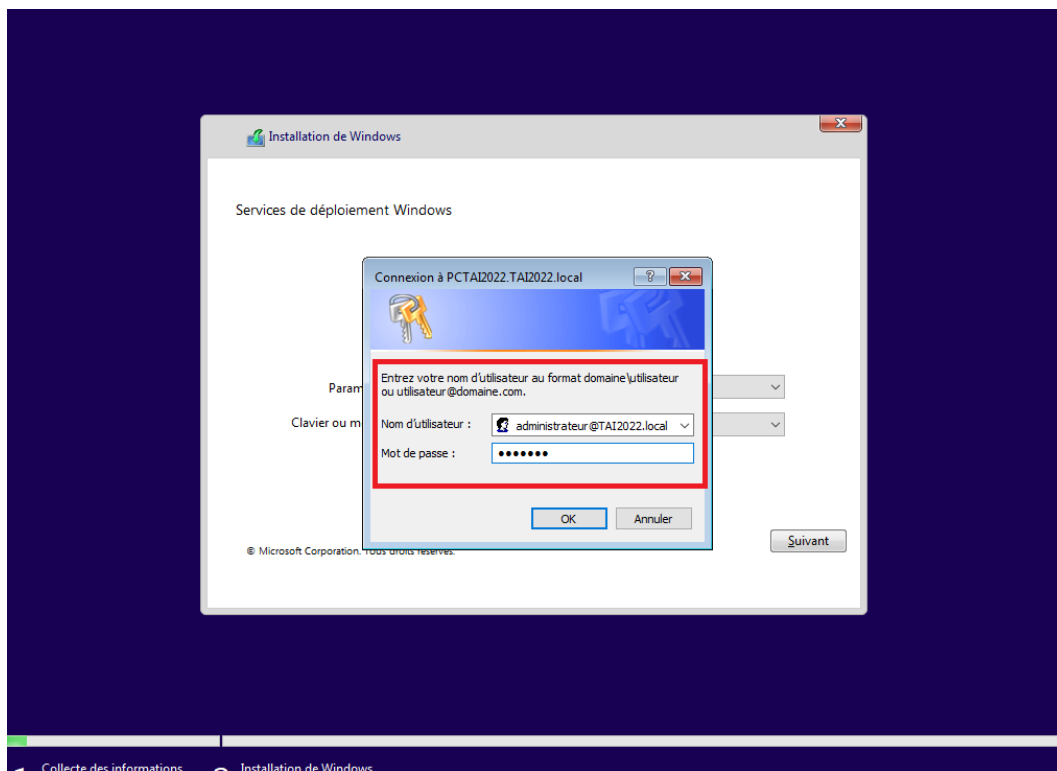 Installation de Windows
Services de déploiement Windows
Connexion à PCTAI2022.TAI2022.local
Entrez votre nom d'utilisateur au format domaine\utilisateur
ou utilisateur@domaine.com.
Param
Clavier ou m
Nom d'utilisateur :
administrateur@TAI2022.local
Mot de passe :
•••••••
OK
Annuler
Suivant
© Microsoft Corporation. Tous droits réservés.
Collecte des informations
Installation de Windows